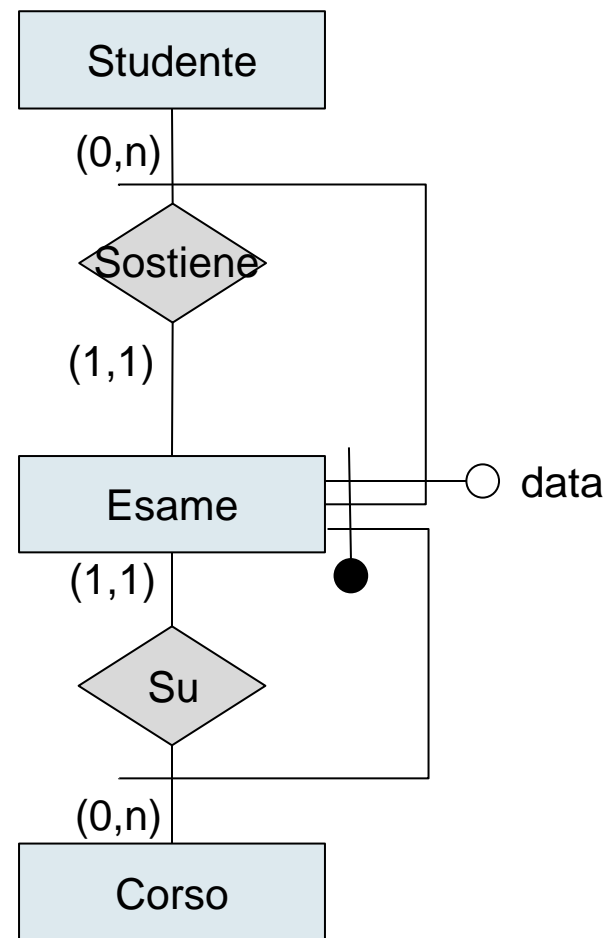 Studente
(0,n)
Sostiene
(1,1)
Esame
data
(1,1)
Su
(0,n)
Corso